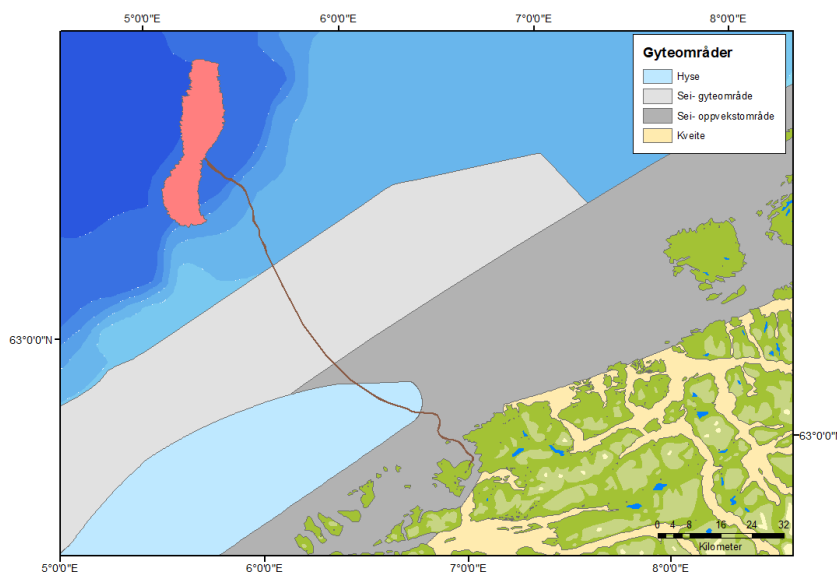 5°0'0"E 6°0'0"E 7°0'0"E 8°0'0"E
Gyteområder
Hyse
Sei- gyteområde
Sei- oppvekstområde
Kveite
63°0'0"N
63°0'0"N
0 4 8 16 24 32
Kilometer
5°0'0"E 6°0'0"E 7°0'0"E 8°0'0"E